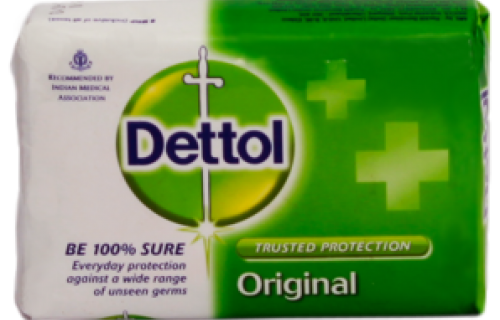 RECOMMENDED BY
INDIAN MEDICAL
ASSOCIATION
Dettol
BE 100% SURE
Everyday protection
against a wide range
of unseen germs
TRUSTED PROTECTION
Original